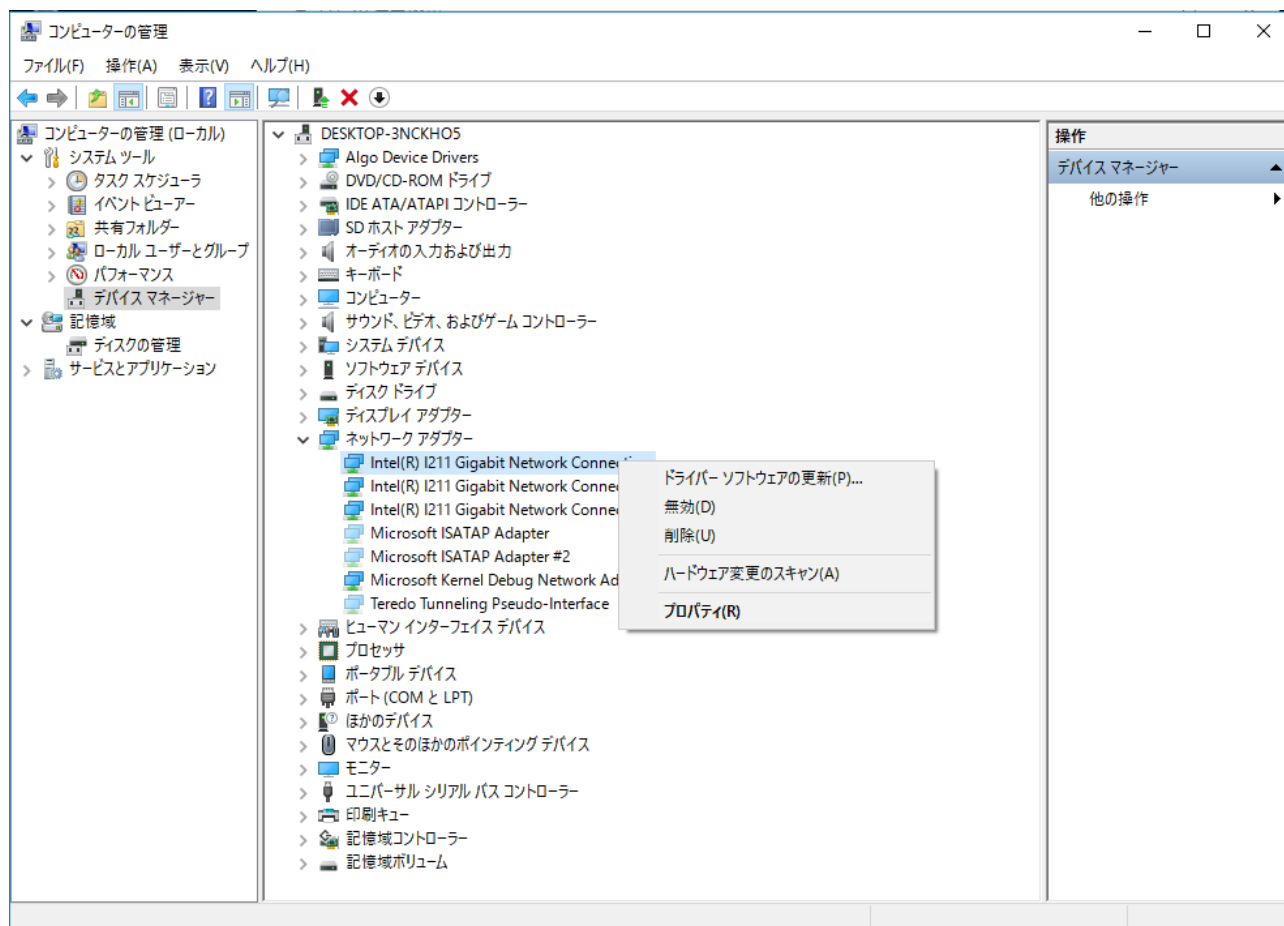 コンピューターの管理
ファイル(F) 操作(A) 表示(V) ヘルプ(H)
コンピューターの管理 (ローカル)
システム ツール
タスク スケジューラ
イベント ビューアー
共有フォルダー
ローカル ユーザーとグループ
パフォーマンス
デバイス マネージャー
記憶域
ディスクの管理
サービスとアプリケーション
DESKTOP-3NCKHO5
Algo Device Drivers
DVD/CD-ROM ドライブ
IDE ATA/ATAPI コントローラー
SD ホスト アダプター
オーディオの入力および出力
キーボード
コンピューター
サウンド、ビデオ、およびゲーム コントローラー
システム デバイス
ソフトウェア デバイス
ディスク ドライブ
ディスプレイ アダプター
ネットワーク アダプター
Intel(R) I211 Gigabit Network
Intel(R) I211 Gigabit Network
Intel(R) I211 Gigabit Network
Microsoft ISATAP Adapter
Microsoft ISATAP Adapter #2
Microsoft Kernel Debug Network Ad
Teredo Tunneling Pseudo-Interface
ヒューマン インターフェイス デバイス
プロセッサ
ポータブル デバイス
ポート (COM と LPT)
ほかのデバイス
マウスとそのほかのポインティング デバイス
モニター
ユニバーサル シリアル バス コントローラー
印刷キュー
記憶域コントローラー
記憶域ボリューム
ドライバー ソフトウェアの更新(P)...
無効(D)
削除(U)
ハードウェア変更のスキャン(A)
プロパティ(R)
操作
デバイス マネージャー
他の操作